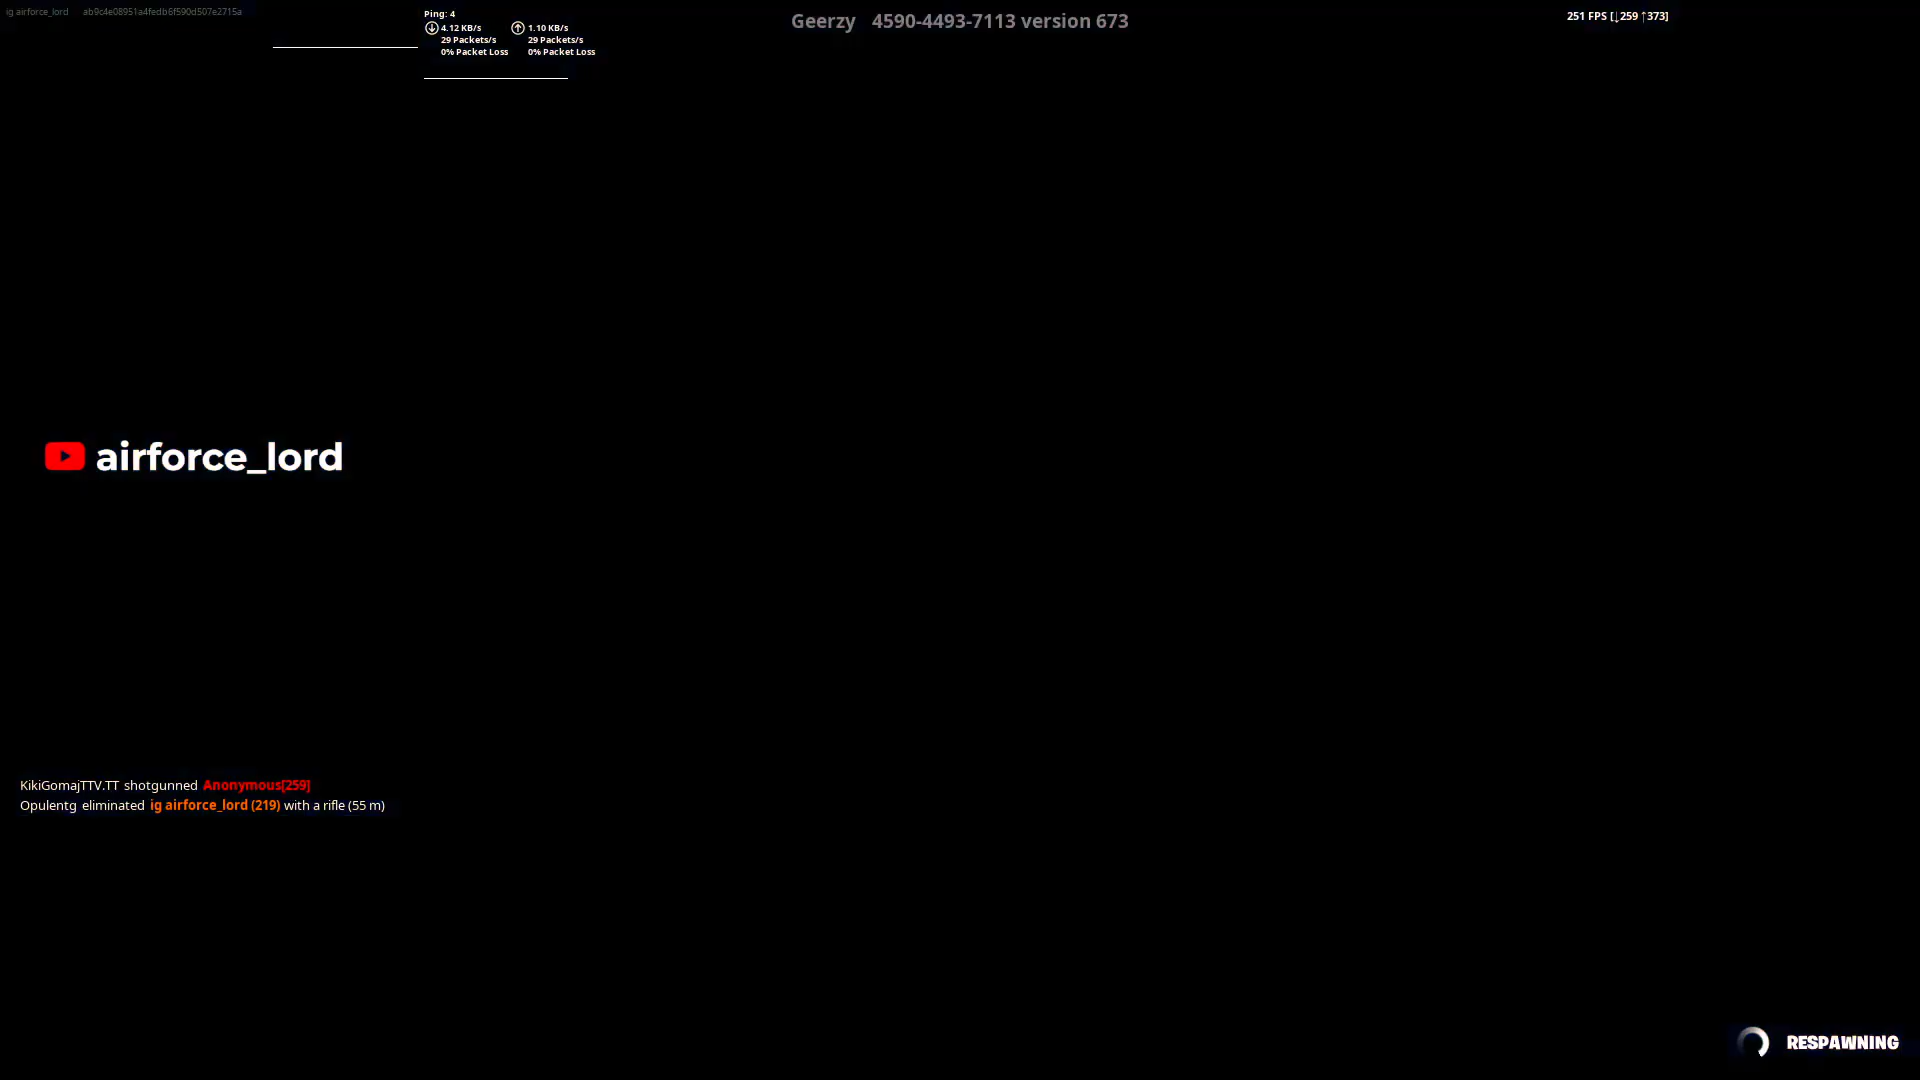 ig airforce_lord ab9c4e08951a4fedb6f590d507e2715a
Ping: 4
4.12 KB/s 1.10 KB/s
29 Packets/s 29 Packets/s
0% Packet Loss 0% Packet Loss
Geerzy 4590-4493-7113 version 673
251 FPS [↓259 ↑373]
airforce_lord
KikiGomajTTV.TT shotgunned Anonymous[259]
Opulentg eliminated ig airforce_lord (219) with a rifle (55 m)
RESPAWNING